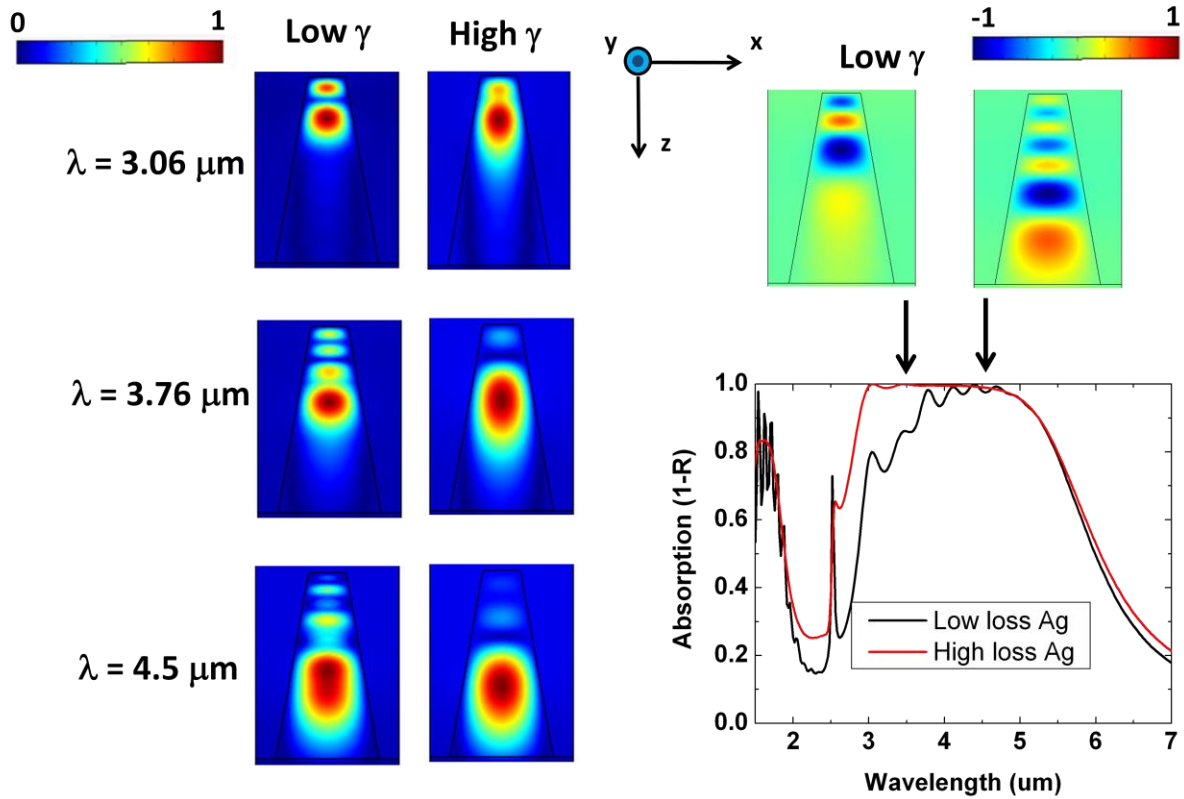 0 1
Low γ High γ
λ = 3.06 μm
λ = 3.76 μm
λ = 4.5 μm
y x
z
-1 1
Low γ
1.0
0.8
0.6
0.4
0.2
0.0
Absorption (1-R)
Low loss Ag
High loss Ag
2 3 4 5 6 7
Wavelength (um)